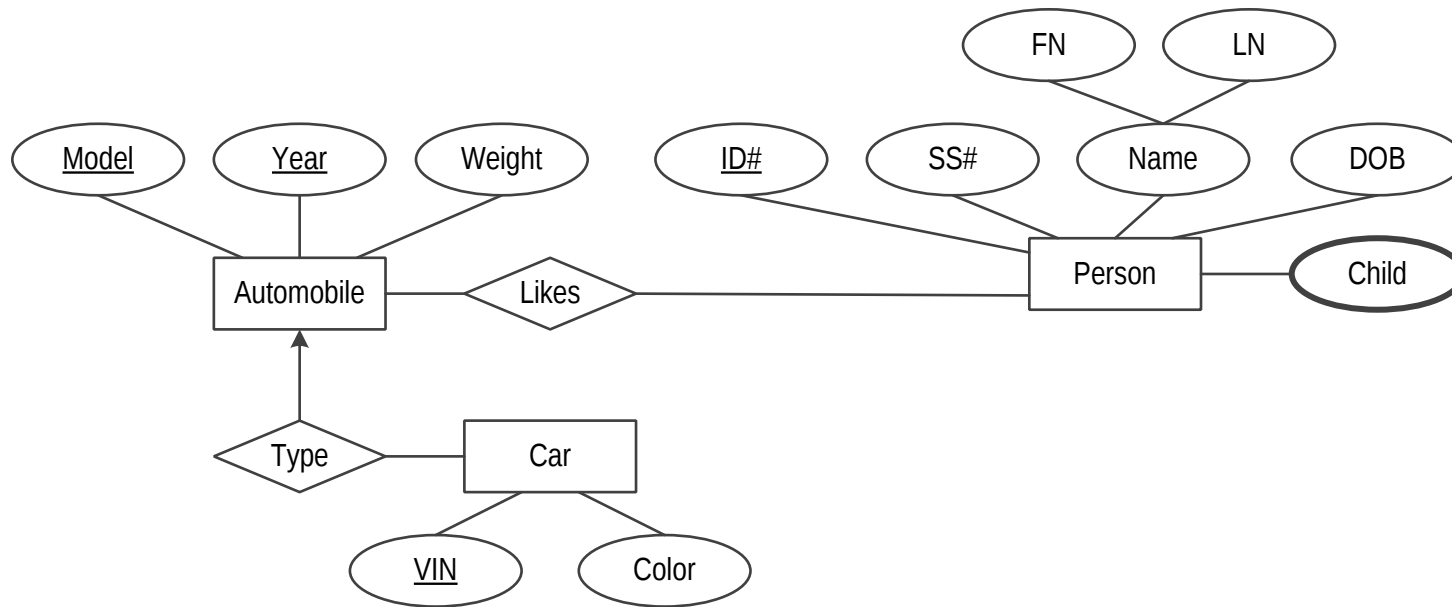 FN
LN
Model
Year
Weight
ID#
SS#
Name
DOB
Automobile
Likes
Person
Child
Type
Car
VIN
Color